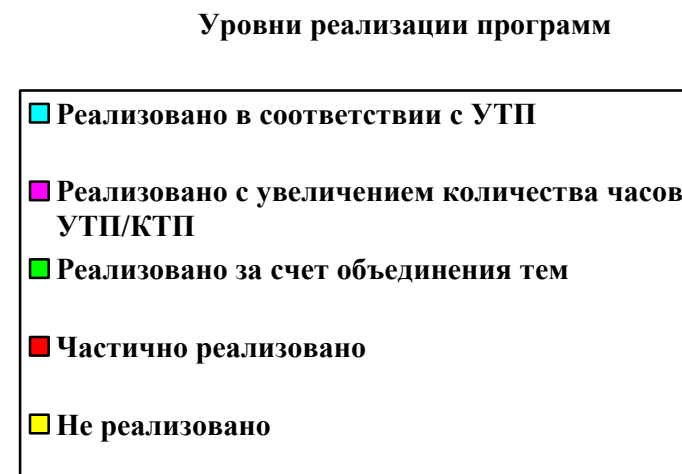 Уровни реализации программ
Реализовано в соответствии с УТП
Реализовано с увеличением количества часов
УТП/КТП
Реализовано за счет объединения тем
Частично реализовано
Не реализовано